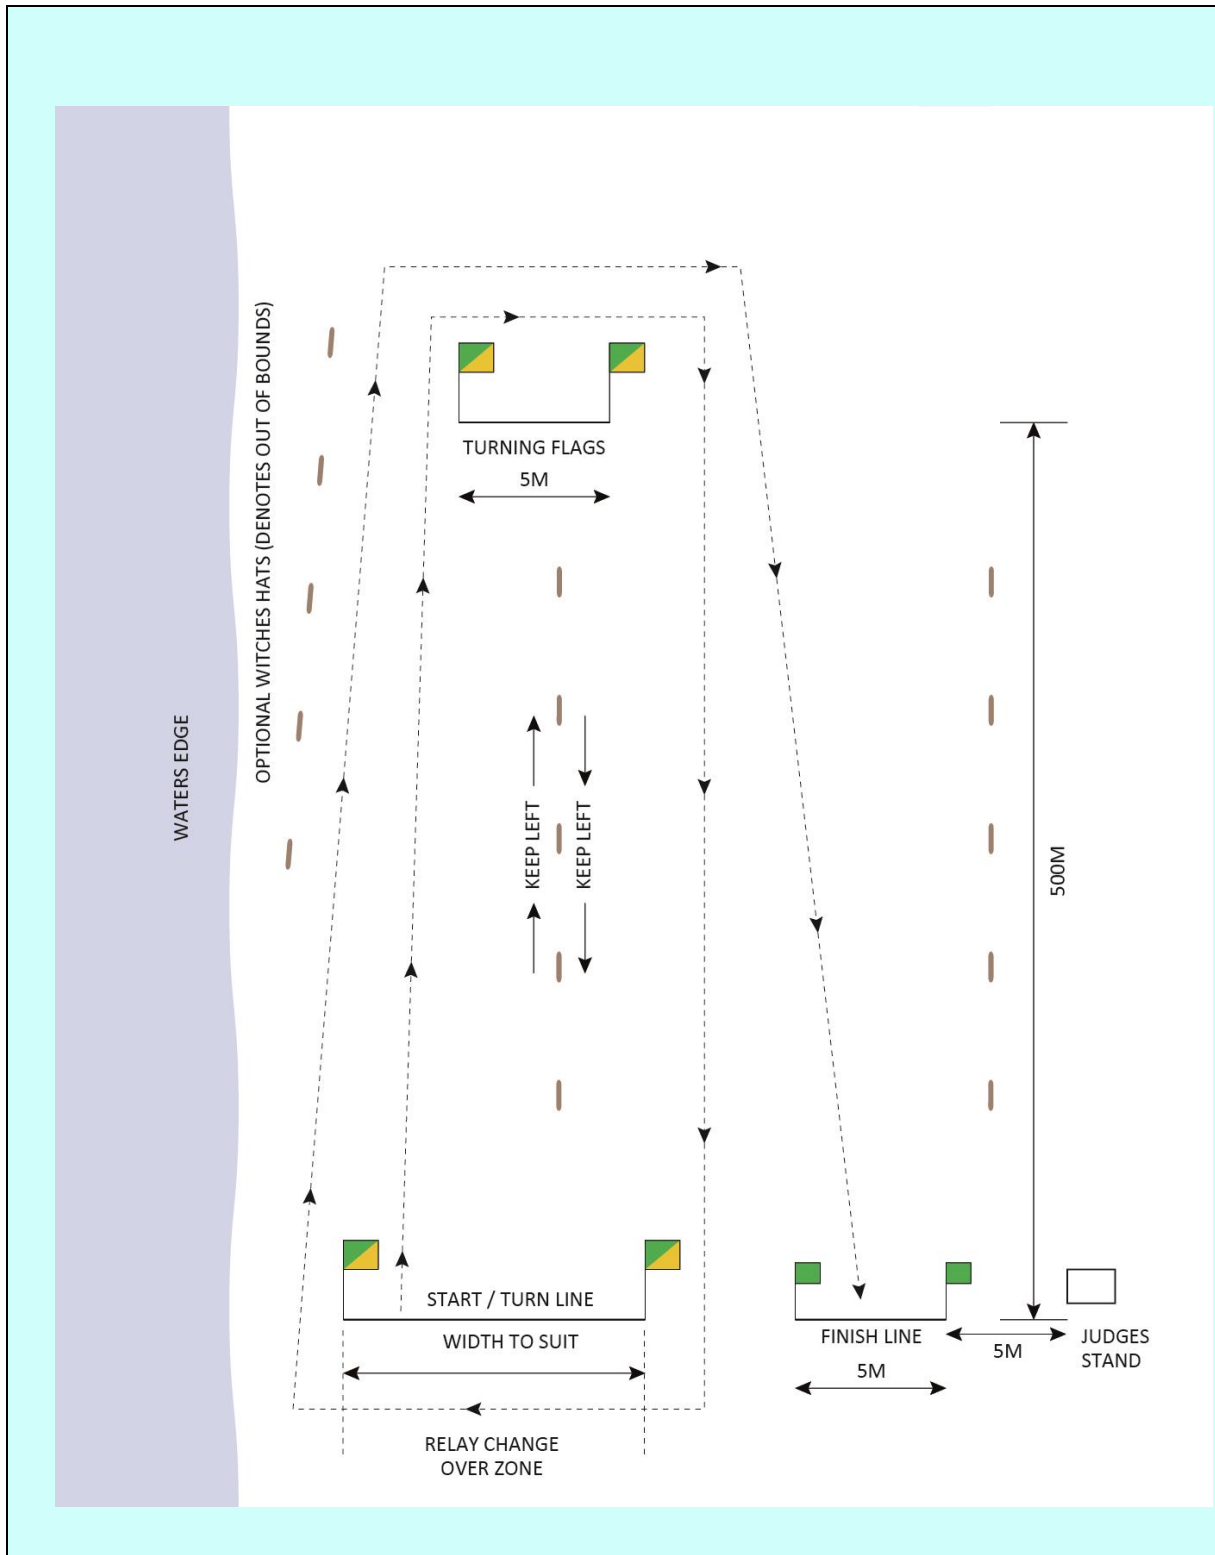 OPTIONAL WITCHES HATS (DENOTES OUT OF BOUNDS)
WATERS EDGE
TURNING FLAGS
5M
KEEP LEFT
KEEP LEFT
500M
START / TURN LINE
WIDTH TO SUIT
RELAY CHANGE
OVER ZONE
FINISH LINE
5M
5M
JUDGES
STAND